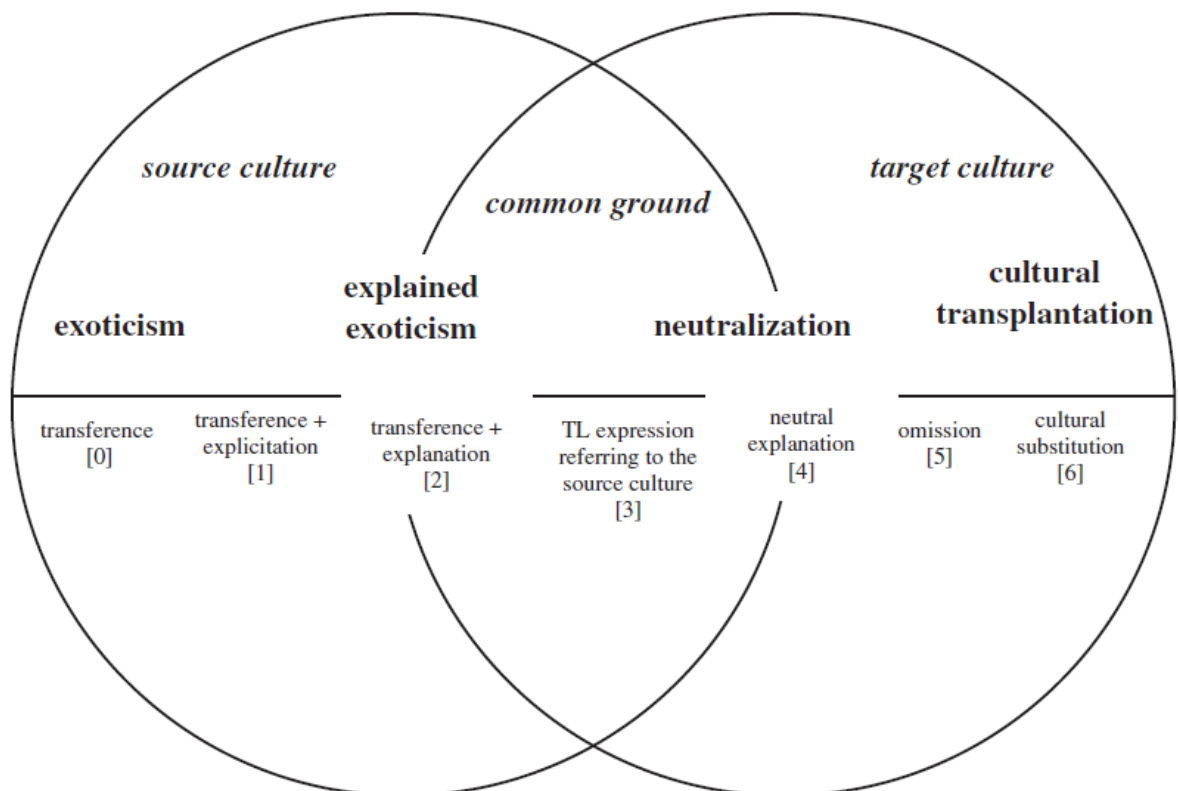 source culture
target culture
common ground
exoticism
explained
exoticism
neutralization
cultural
transplantation
transference
[0]
transference +
explicitation
[1]
transference +
explanation
[2]
TL expression
referring to the
source culture
[3]
neutral
explanation
[4]
omission
[5]
cultural
substitution
[6]